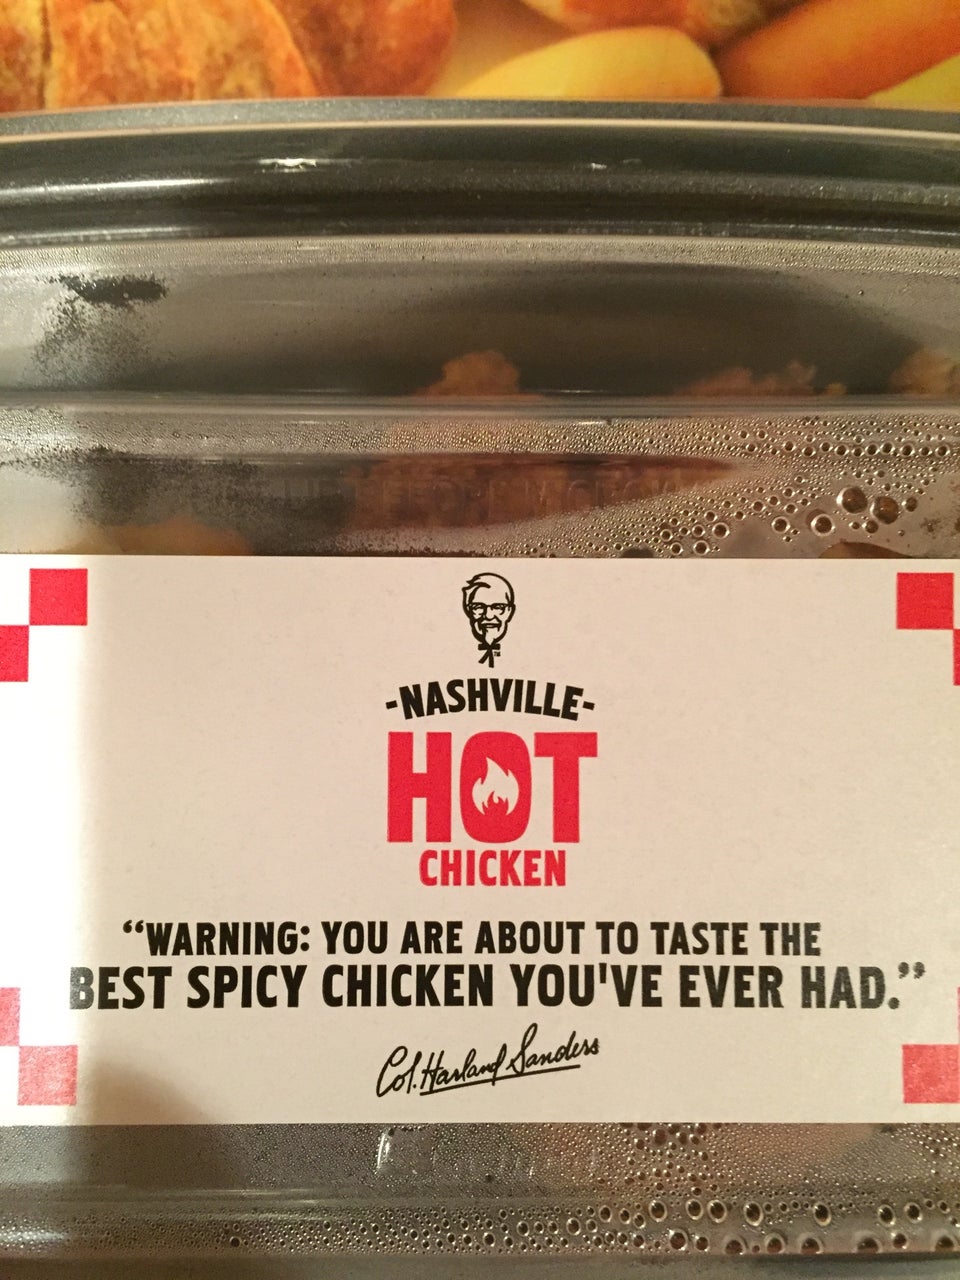 -NASHVILLE-
HOT
CHICKEN
“WARNING: YOU ARE ABOUT TO TASTE THE
BEST SPICY CHICKEN YOU'VE EVER HAD.”
Col. Harland Sanders